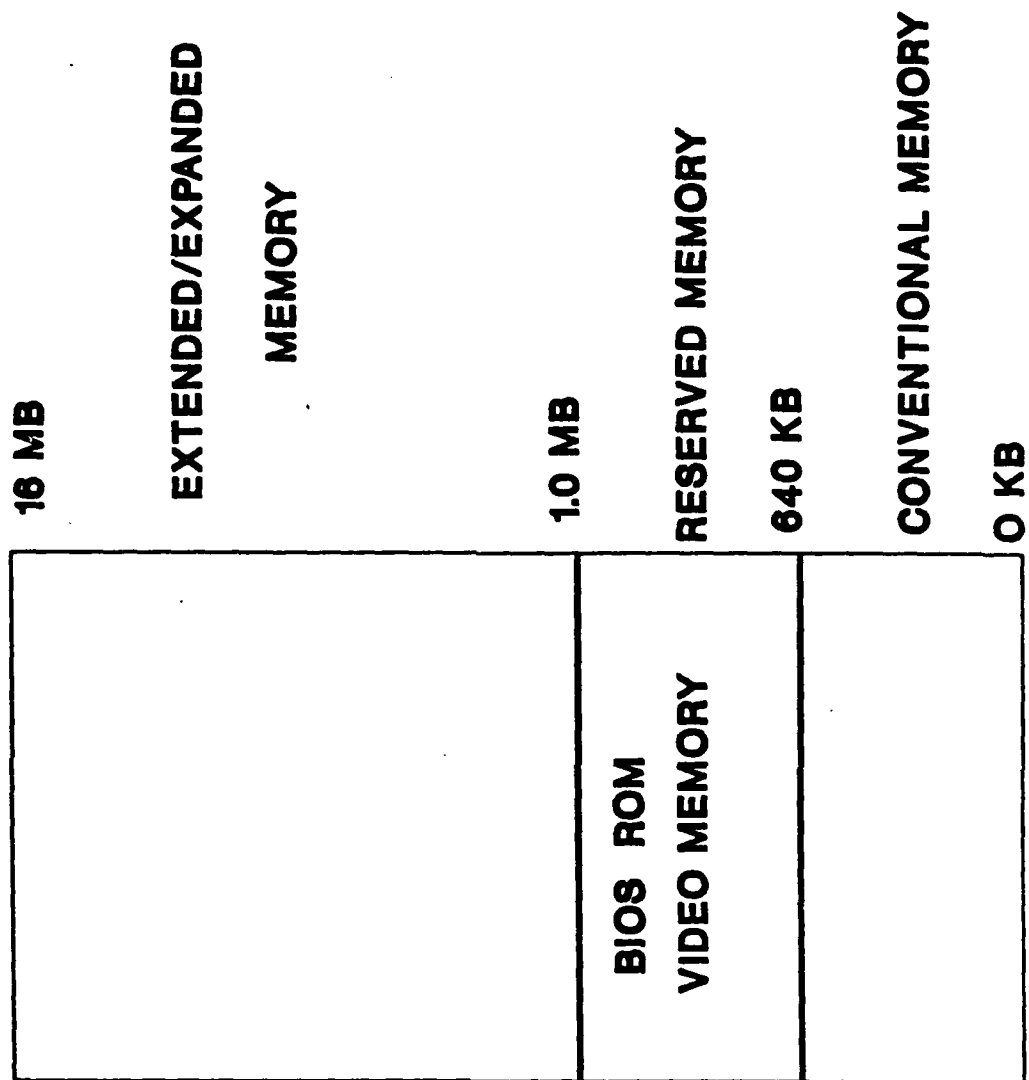 16 MB
EXTENDED/EXPANDED
MEMORY
1.0 MB
BIOS ROM
RESERVED MEMORY
VIDEO MEMORY
640 KB
CONVENTIONAL MEMORY
0 KB